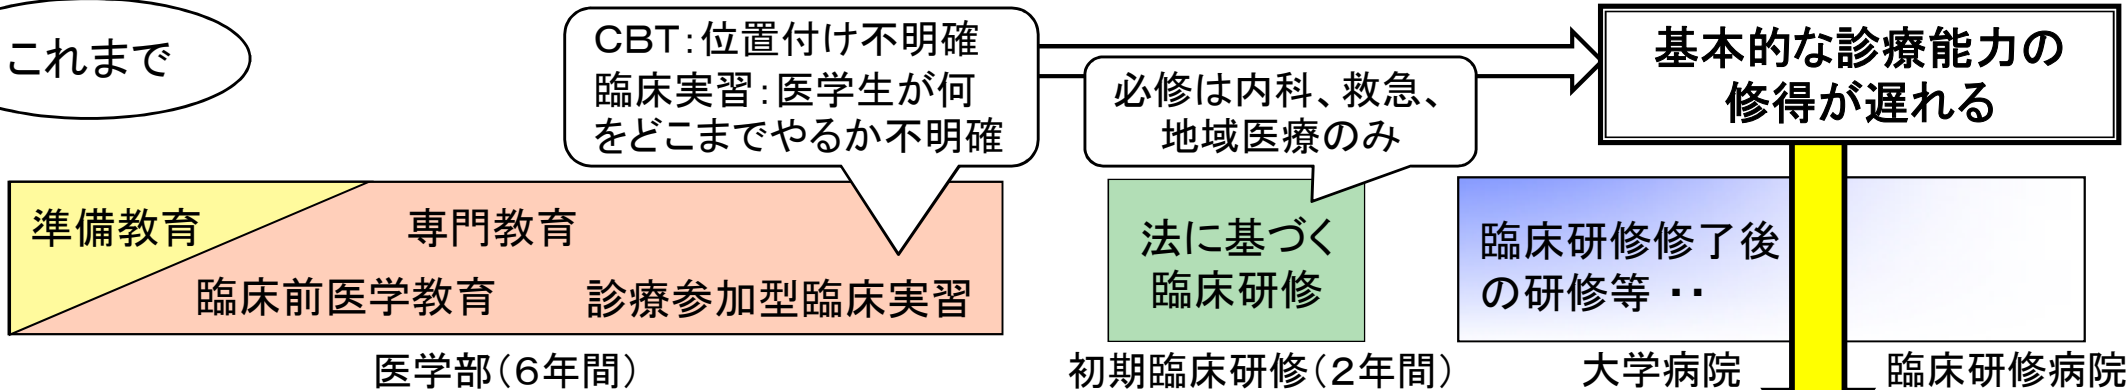 これまで
CBT:位置付け不明確
臨床実習:医学生が何
をどこまでやるか不明確
必修は内科、救急、
地域医療のみ
基本的な診療能力の
修得が遅れる
準備教育
専門教育
臨床前医学教育
診療参加型臨床実習
法に基づく
臨床研修
臨床研修修了後
の研修等 ・・
医学部(6年間)
初期臨床研修(2年間)
大学病院
臨床研修病院